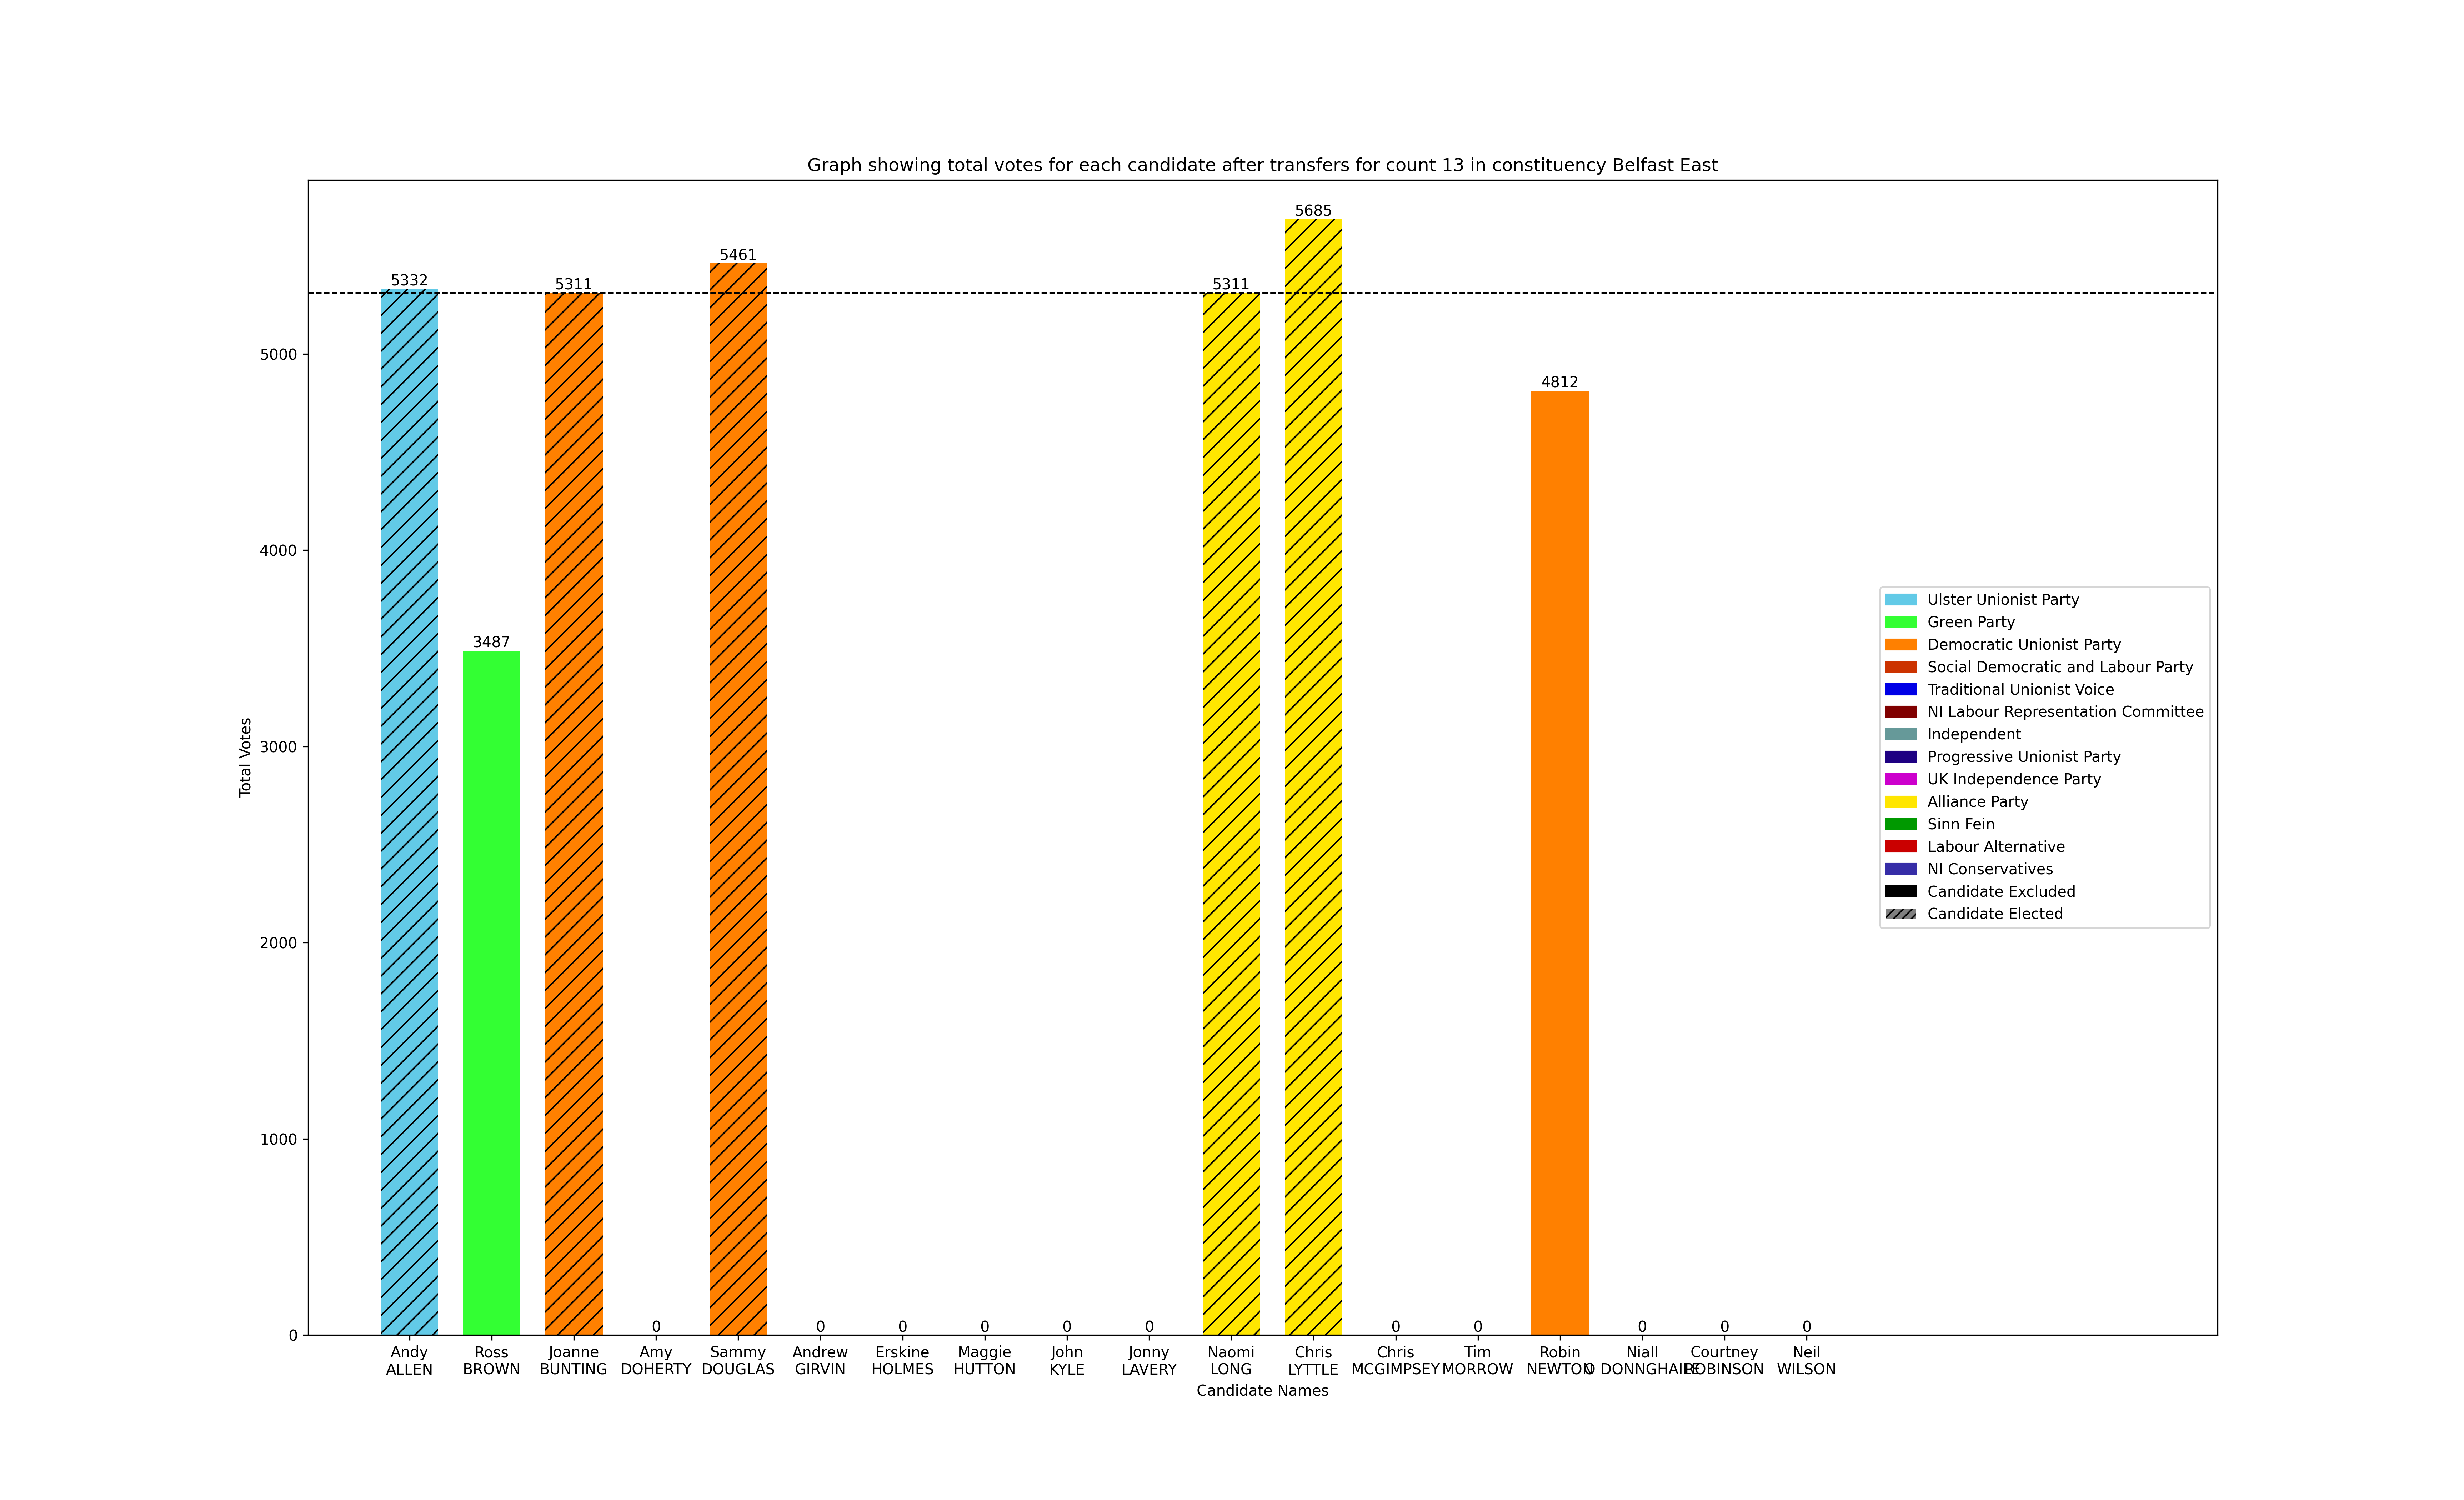 Graph showing total votes for each candidate after transfers for count 13 in constituency Belfast East
5685
5461
5332
5311
5311
4812
3487
0
0
0
0
0
0
0
0
0
0
0
5000
4000
3000
2000
1000
0
Total Votes
Ulster Unionist Party
Green Party
Democratic Unionist Party
Social Democratic and Labour Party
Traditional Unionist Voice
NI Labour Representation Committee
Independent
Progressive Unionist Party
UK Independence Party
Alliance Party
Sinn Fein
Labour Alternative
NI Conservatives
Candidate Excluded
Candidate Elected
Andy
ALLEN
Ross
BROWN
Joanne
BUNTING
Amy
DOHERTY
Sammy
DOUGLAS
Andrew
GIRVIN
Erskine
HOLMES
Maggie
HUTTON
John
KYLE
Jonny
LAVERY
Naomi
LONG
Chris
LYTTLE
Chris
MCGIMPSEY
Tim
MORROW
Robin
NEWTON
Niall
O DONNGHAILE
Courtney
ROBINSON
Neil
WILSON
Candidate Names